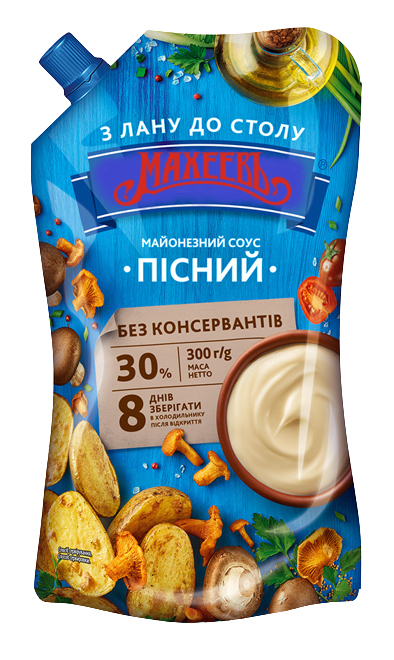 З ЛАНУ ДО СТОЛУ
МАХЕЕВЪ
®
МАЙОНЕЗНИЙ СОУС
• ПІСНИЙ •
БЕЗ КОНСЕРВАНТІВ
30%
300 г/g
МАСА
НЕТТО
8 ДНІВ
ЗБЕРІГАТИ
В ХОЛОДИЛЬНИКУ
ПІСЛЯ ВІДКРИТТЯ